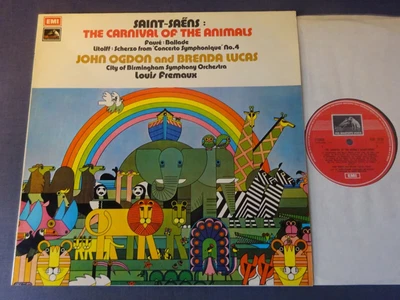 EMI
SAINT-SAËNS :
THE CARNIVAL OF THE ANIMALS
Fauré : Ballade
Litolff : Scherzo from 'Concerto Symphonique' No. 4
JOHN OGDON and BRENDA LUCAS
City of Birmingham Symphony Orchestra
Louis Fremaux
EMI